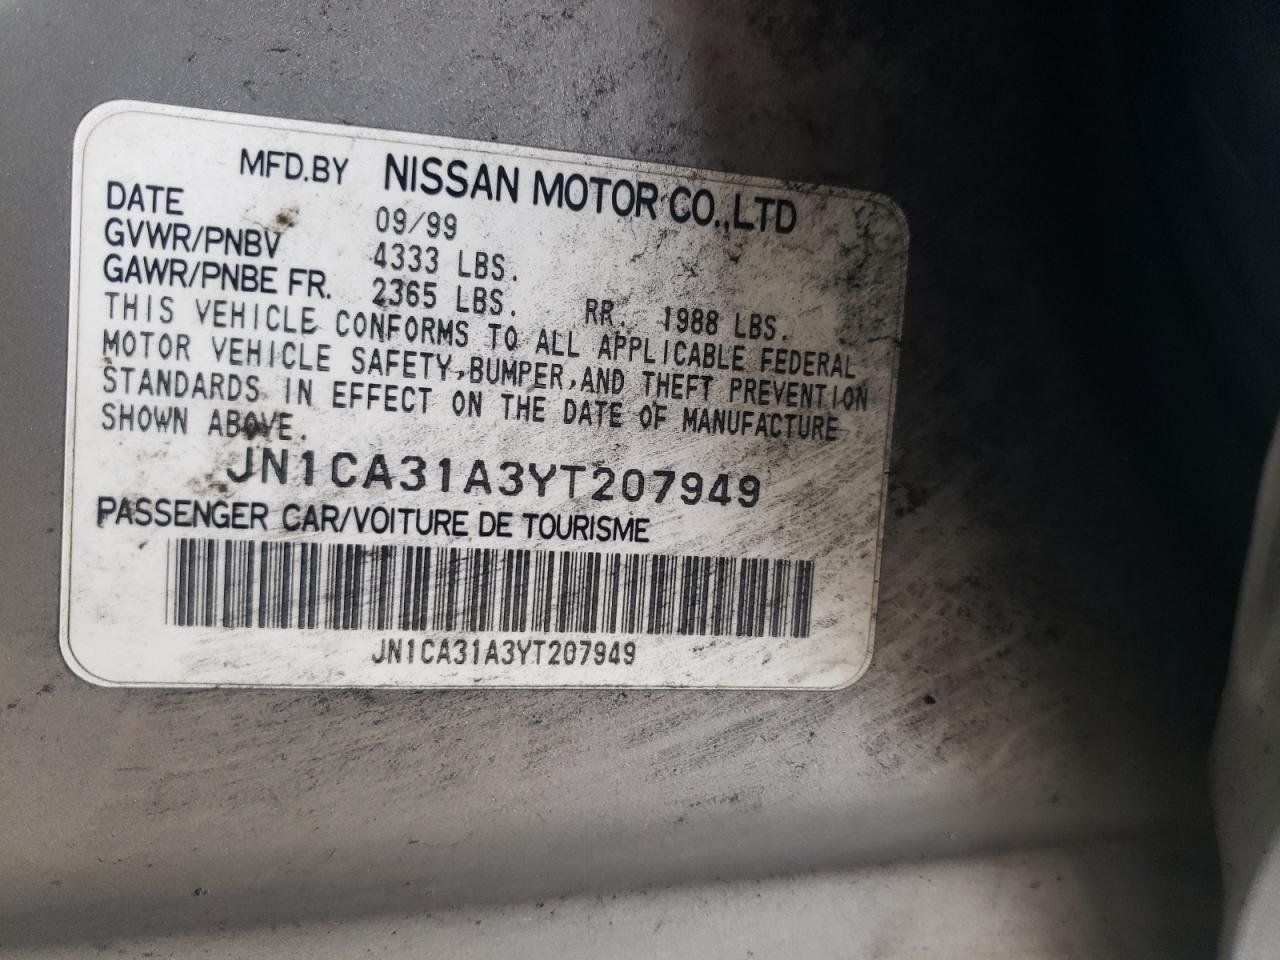 MFD.BY NISSAN MOTOR CO.,LTD
DATE 09/99
GVWR/PNBV 4333 LBS.
GAWR/PNBE FR. 2365 LBS. RR. 1988 LBS.
THIS VEHICLE CONFORMS TO ALL APPLICABLE FEDERAL
MOTOR VEHICLE SAFETY,BUMPER,AND THEFT PREVENTION
STANDARDS IN EFFECT ON THE DATE OF MANUFACTURE
SHOWN ABOVE.
JN1CA31A3YT207949
PASSENGER CAR/VOITURE DE TOURISME
JN1CA31A3YT207949